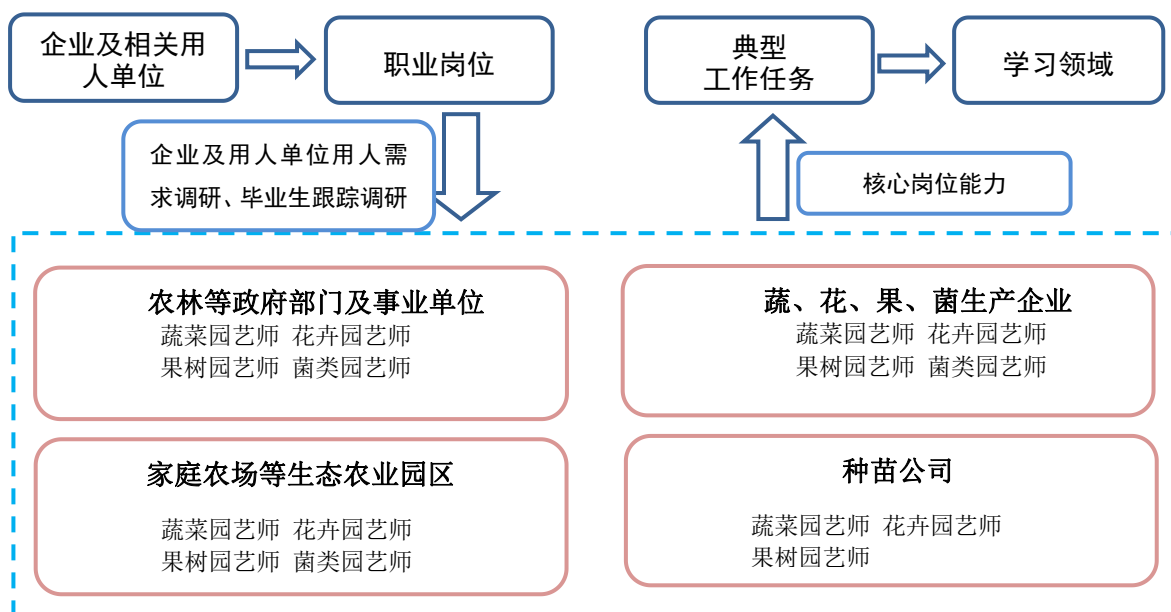 企业及相关用
人单位
职业岗位
典型
工作任务
学习领域
企业及用人单位用人需
求调研、毕业生跟踪调研
核心岗位能力
农林等政府部门及事业单位
蔬菜园艺师 花卉园艺师
果树园艺师 菌类园艺师
蔬、花、果、菌生产企业
蔬菜园艺师 花卉园艺师
果树园艺师 菌类园艺师
家庭农场等生态农业园区
蔬菜园艺师 花卉园艺师
果树园艺师 菌类园艺师
种苗公司
蔬菜园艺师 花卉园艺师
果树园艺师